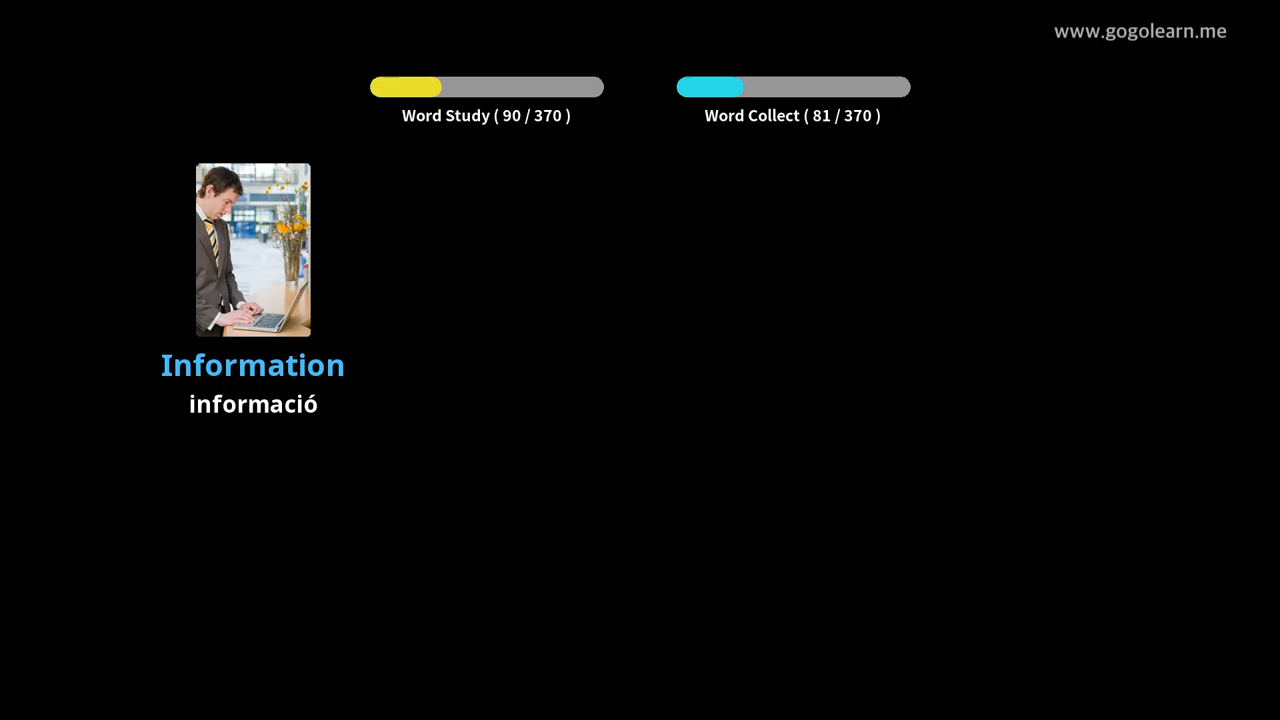 www.gogolearn.me
Word Study ( 90 / 370 )
Word Collect ( 81 / 370 )
Information
informació